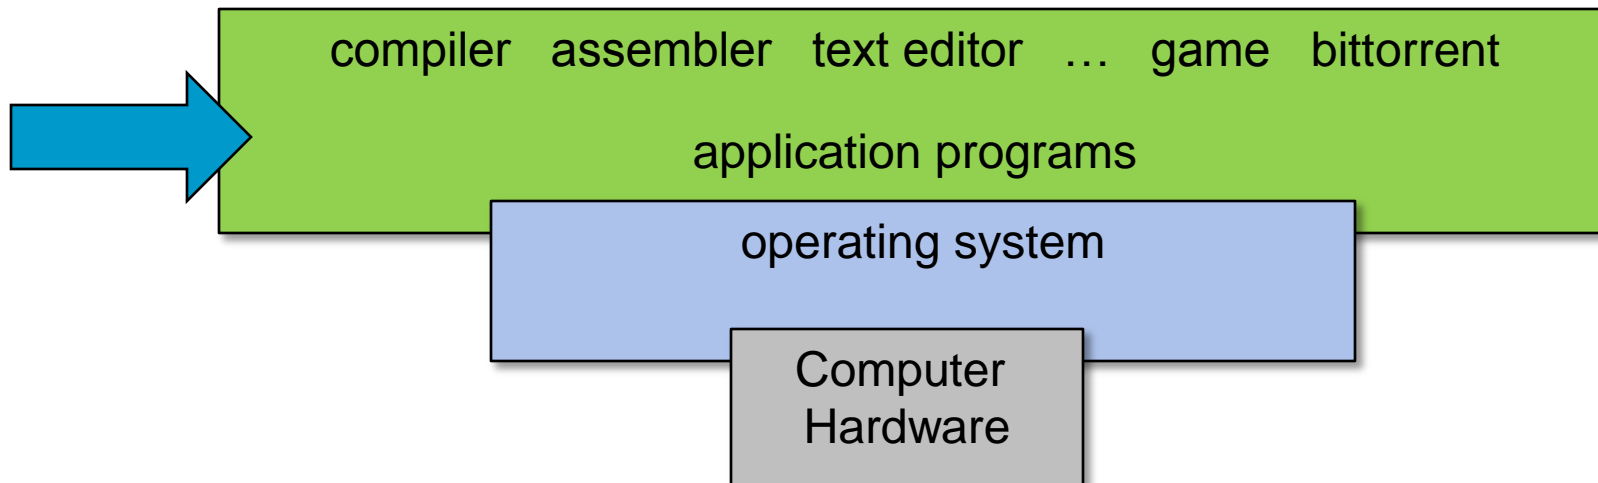 compiler assembler text editor … game bittorrent
application programs
operating system
Computer
Hardware